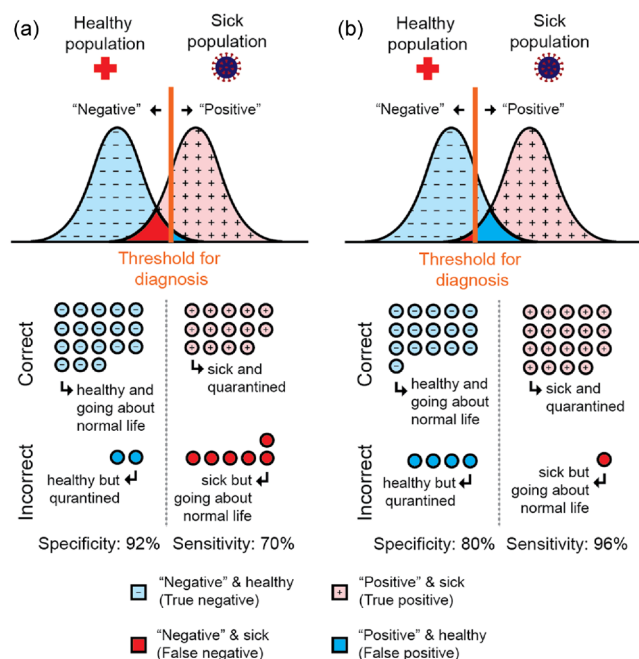 (a)
Healthy
population
Sick
population
"Negative"
"Positive"
Threshold for
diagnosis
Correct
healthy and
going about
normal life
sick and
quarantined
Incorrect
healthy but
qurantined
sick but
going about
normal life
Specificity: 92%
Sensitivity: 70%
(b)
Healthy
population
Sick
population
"Negative"
"Positive"
Threshold for
diagnosis
Correct
healthy and
going about
normal life
sick and
quarantined
Incorrect
healthy but
qurantined
sick but
going about
normal life
Specificity: 80%
Sensitivity: 96%
"Negative" & healthy
(True negative)
"Positive" & sick
(True positive)
"Negative" & sick
(False negative)
"Positive" & healthy
(False positive)